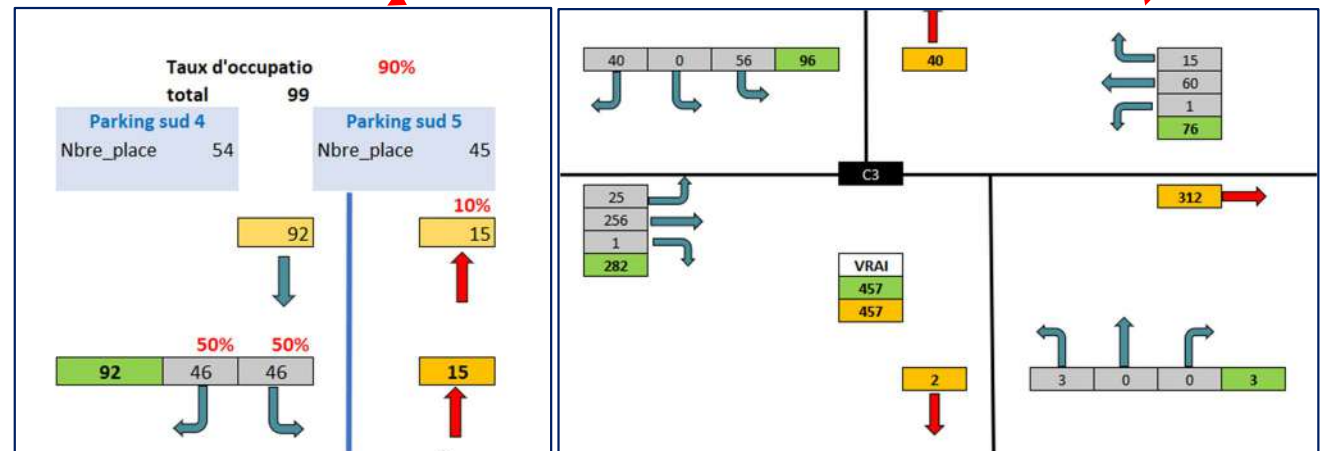 Taux d'occupatio 90%
total 99
Parking sud 4 Parking sud 5
Nbre_place 54 Nbre_place 45
10%
92 15
50% 50%
92 46 46 15
40 0 56 96
40
15
60
1
76
C3
25
256
1
282
312
VRAI
457
457
2
3 0 0 3